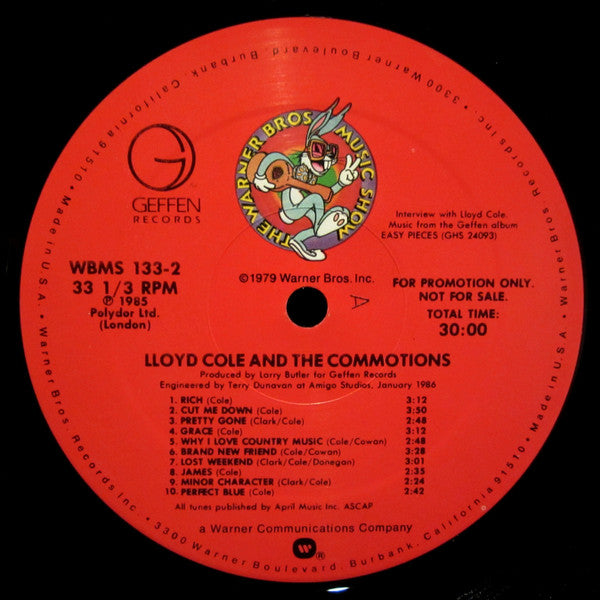 3300 Warner Boulevard, Burbank, California 91510 • Made in U.S.A. • Warner Bros. Records Inc. • 3300 Warner Boulevard, Burbank, California 91510 • Made in U.S.A. • Warner Bros. Records Inc. •
THE WARNER BROS MUSIC SHOW
GEFFEN
RECORDS
Interview with Lloyd Cole.
Music from the Geffen album
EASY PIECES (GHS 24093)
WBMS 133-2
33 1/3 RPM
℗ 1985
Polydor Ltd.
(London)
©1979 Warner Bros. Inc.
A
FOR PROMOTION ONLY.
NOT FOR SALE.
TOTAL TIME:
30:00
LLOYD COLE AND THE COMMOTIONS
Produced by Larry Butler for Geffen Records
Engineered by Terry Dunavan at Amigo Studios, January 1986
1. RICH (Cole) 3:12
2. CUT ME DOWN (Cole) 3:50
3. PRETTY GONE (Clark/Cole) 2:48
4. GRACE (Cole) 3:12
5. WHY I LOVE COUNTRY MUSIC (Cole/Cowan) 2:48
6. BRAND NEW FRIEND (Cole/Cowan) 3:28
7. LOST WEEKEND (Clark/Cole/Donegan) 3:01
8. JAMES (Cole) 2:35
9. MINOR CHARACTER (Clark/Cole) 2:24
10. PERFECT BLUE (Cole) 2:42
All tunes published by April Music Inc. ASCAP
a Warner Communications Company
®